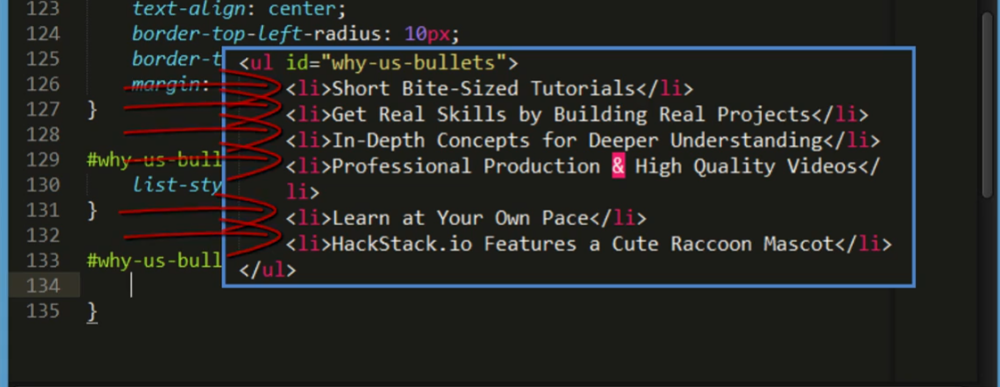 123 text-align: center;
124 border-top-left-radius: 10px;
125 border-t
126 margin:
127 }
128
129 #why-us-bull
130 list-sty
131 }
132
133 #why-us-bull
134
135 }
<ul id="why-us-bullets">
<li>Short Bite-Sized Tutorials</li>
<li>Get Real Skills by Building Real Projects</li>
<li>In-Depth Concepts for Deeper Understanding</li>
<li>Professional Production & High Quality Videos</
li>
<li>Learn at Your Own Pace</li>
<li>HackStack.io Features a Cute Raccoon Mascot</li>
</ul>